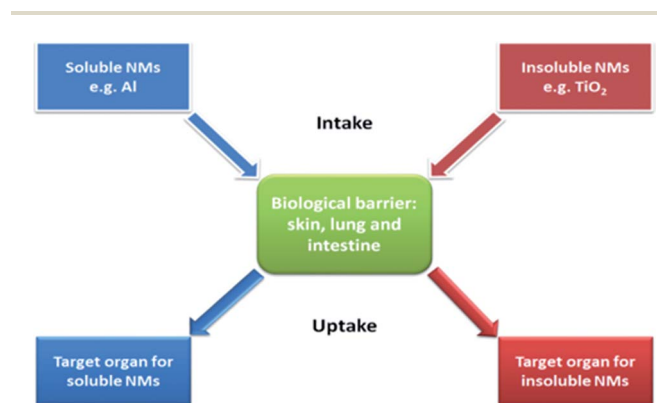 Soluble NMs
e.g. Al
Insoluble NMs
e.g. TiO₂
Intake
Biological barrier:
skin, lung and
intestine
Uptake
Target organ for
soluble NMs
Target organ for
insoluble NMs